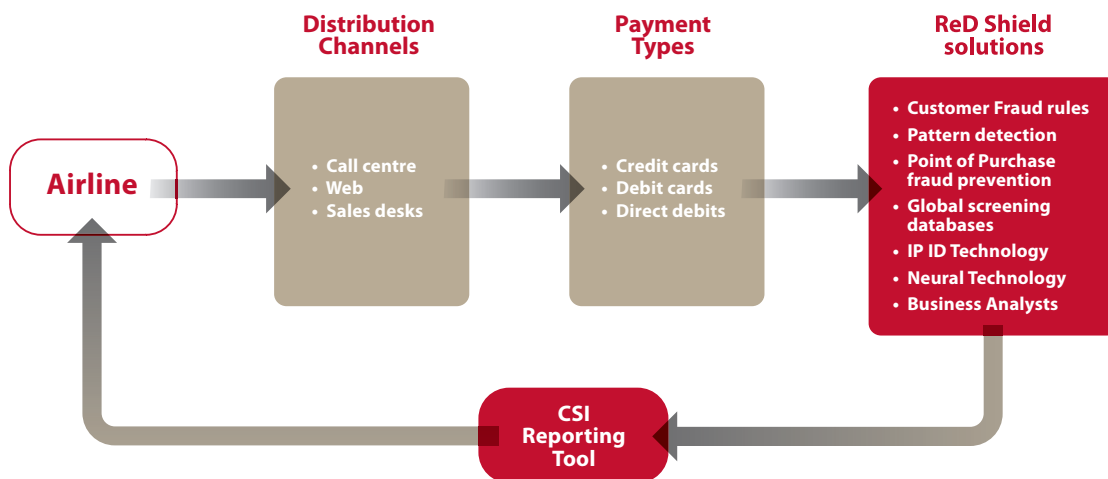 Distribution
Channels
Payment
Types
ReD Shield
solutions
Airline
• Call centre
• Web
• Sales desks
• Credit cards
• Debit cards
• Direct debits
• Customer Fraud rules
• Pattern detection
• Point of Purchase
fraud prevention
• Global screening
databases
• IP ID Technology
• Neural Technology
• Business Analysts
CSI
Reporting
Tool